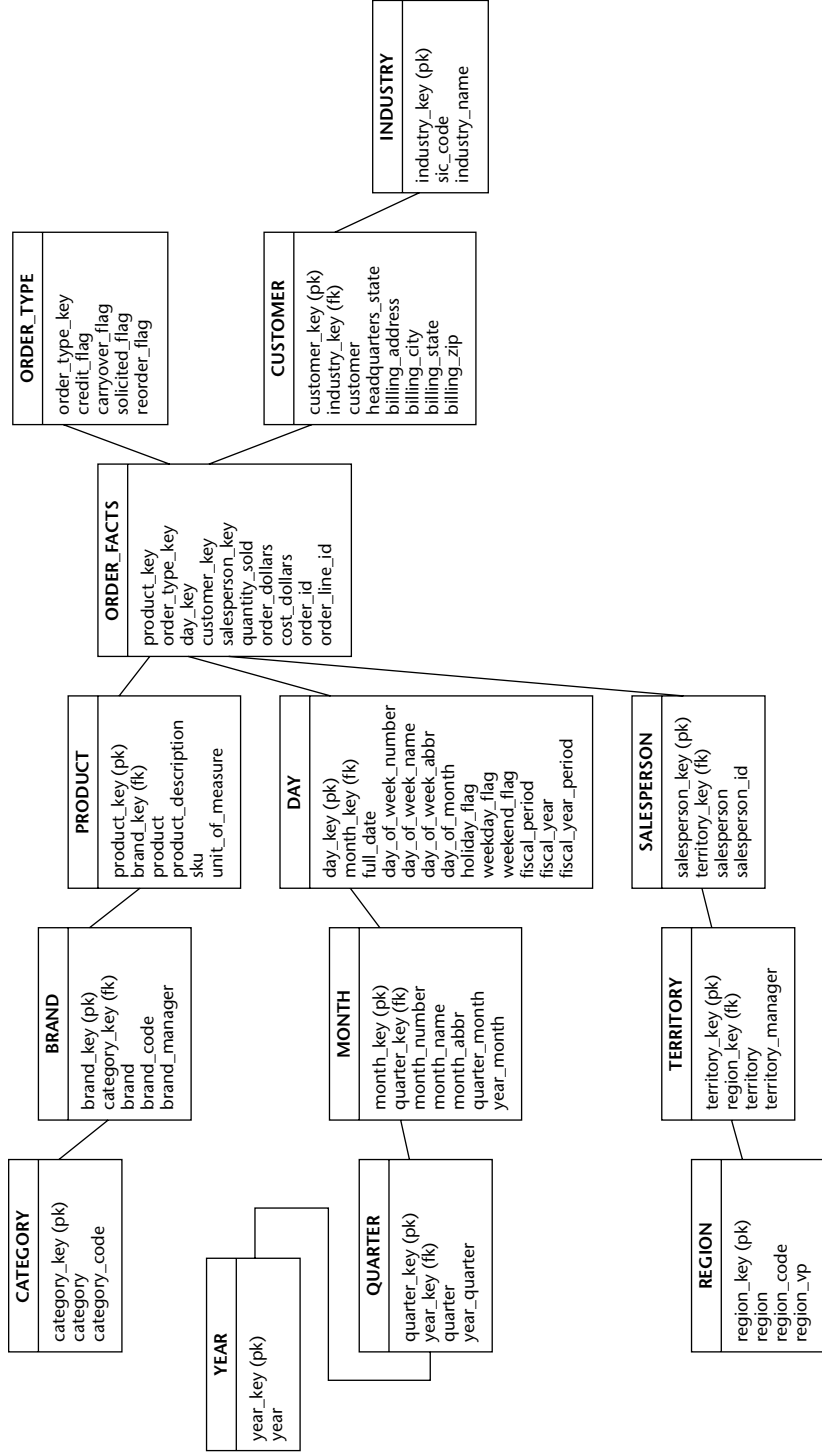 CATEGORY
category_key (pk)
category
category_code
BRAND
brand_key (pk)
category_key (fk)
brand
brand_code
brand_manager
PRODUCT
product_key (pk)
brand_key (fk)
product
product_description
sku
unit_of_measure
ORDER_FACTS
product_key
order_type_key
day_key
customer_key
salesperson_key
quantity_sold
order_dollars
cost_dollars
order_id
order_line_id
ORDER_TYPE
order_type_key
credit_flag
carryover_flag
solicited_flag
reorder_flag
YEAR
year_key (pk)
year
QUARTER
quarter_key (pk)
year_key (fk)
quarter
year_quarter
MONTH
month_key (pk)
quarter_key (fk)
month_number
month_name
month_abbr
quarter_month
year_month
DAY
day_key (pk)
month_key (fk)
full_date
day_of_week_number
day_of_week_name
day_of_week_abbr
day_of_month
holiday_flag
weekday_flag
weekend_flag
fiscal_period
fiscal_year
fiscal_year_period
CUSTOMER
customer_key (pk)
industry_key (fk)
customer
headquarters_state
billing_address
billing_city
billing_state
billing_zip
INDUSTRY
industry_key (pk)
sic_code
industry_name
REGION
region_key (pk)
region
region_code
region_vp
TERRITORY
territory_key (pk)
region_key (fk)
territory
territory_manager
SALESPERSON
salesperson_key (pk)
territory_key (fk)
salesperson
salesperson_id